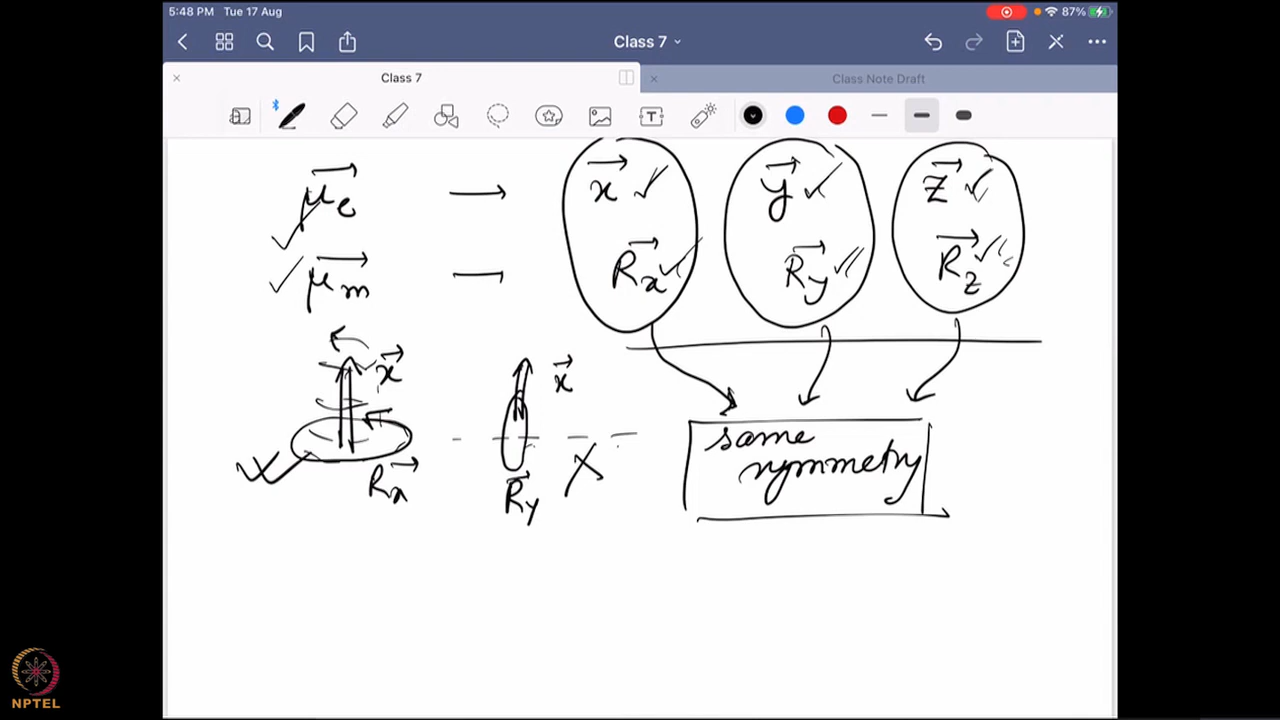 5:48 PM Tue 17 Aug
87%
Class 7
Class 7
Class Note Draft
T
μe → x ✓ y ✓ z ✓
μm — Rx ✓ Ry ✓ Rz ✓
x x
same
symmetry
Rx Ry
NPTEL